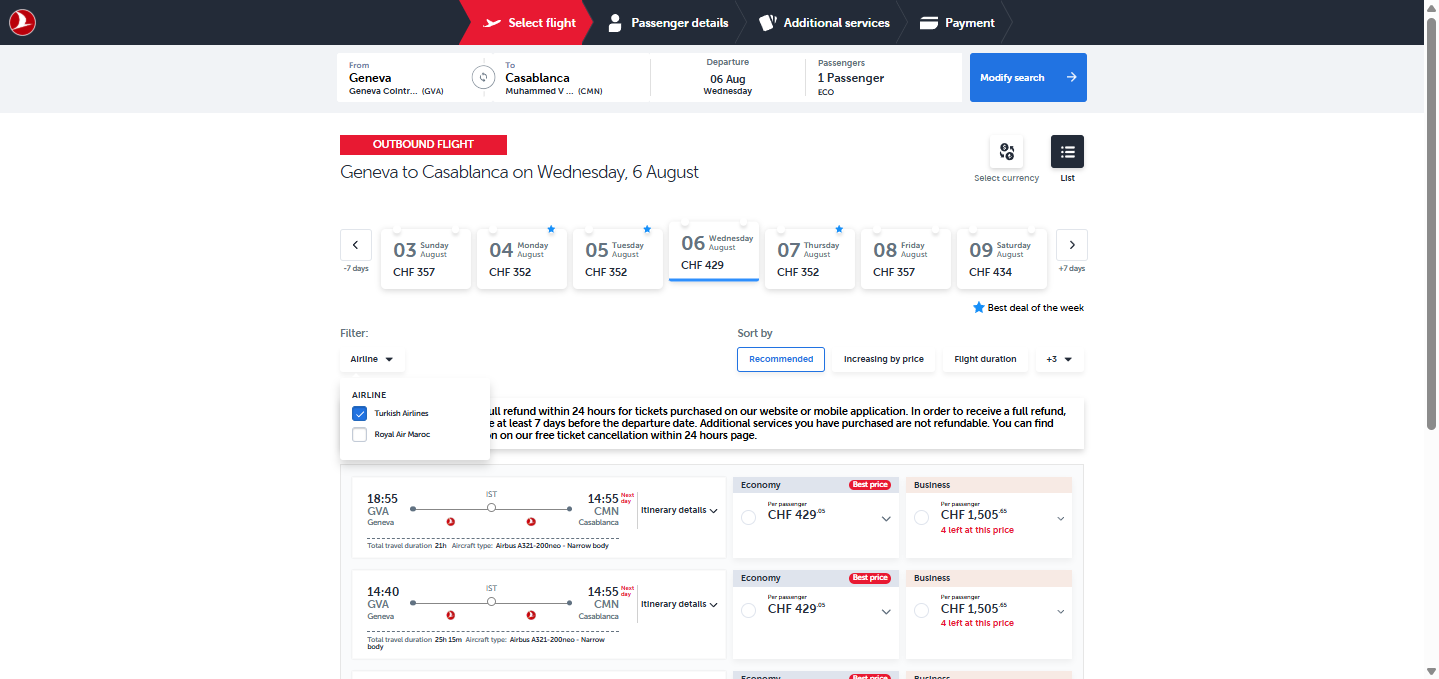 Select flight
Passenger details
Additional services
Payment
From
Geneva
Geneva Cointr... (GVA)
To
Casablanca
Muhammed V ... (CMN)
Departure
06 Aug
Wednesday
Passengers
1 Passenger
ECO
Modify search
OUTBOUND FLIGHT
Geneva to Casablanca on Wednesday, 6 August
Select currency
List
-7 days
03 Sunday August
CHF 357
04 Monday August
CHF 352
05 Tuesday August
CHF 352
06 Wednesday August
CHF 429
07 Thursday August
CHF 352
08 Friday August
CHF 357
09 Saturday August
CHF 434
+7 days
Best deal of the week
Filter:
Airline
Sort by
Recommended
Increasing by price
Flight duration
+3
AIRLINE
Turkish Airlines
Royal Air Maroc
ull refund within 24 hours for tickets purchased on our website or mobile application. In order to receive a full refund,
e at least 7 days before the departure date. Additional services you have purchased are not refundable. You can find
on on our free ticket cancellation within 24 hours page.
18:55
GVA
Geneva
IST
14:55 Next day
CMN
Casablanca
Itinerary details
Total travel duration 21h Aircraft type: Airbus A321-200neo - Narrow body
Economy
Best price
Per passenger
CHF 429.05
Business
Per passenger
CHF 1,505.65
4 left at this price
14:40
GVA
Geneva
IST
14:55 Next day
CMN
Casablanca
Itinerary details
Total travel duration 25h 15m Aircraft type: Airbus A321-200neo - Narrow
body
Economy
Best price
Per passenger
CHF 429.05
Business
Per passenger
CHF 1,505.65
4 left at this price
Economy
Best price
Business